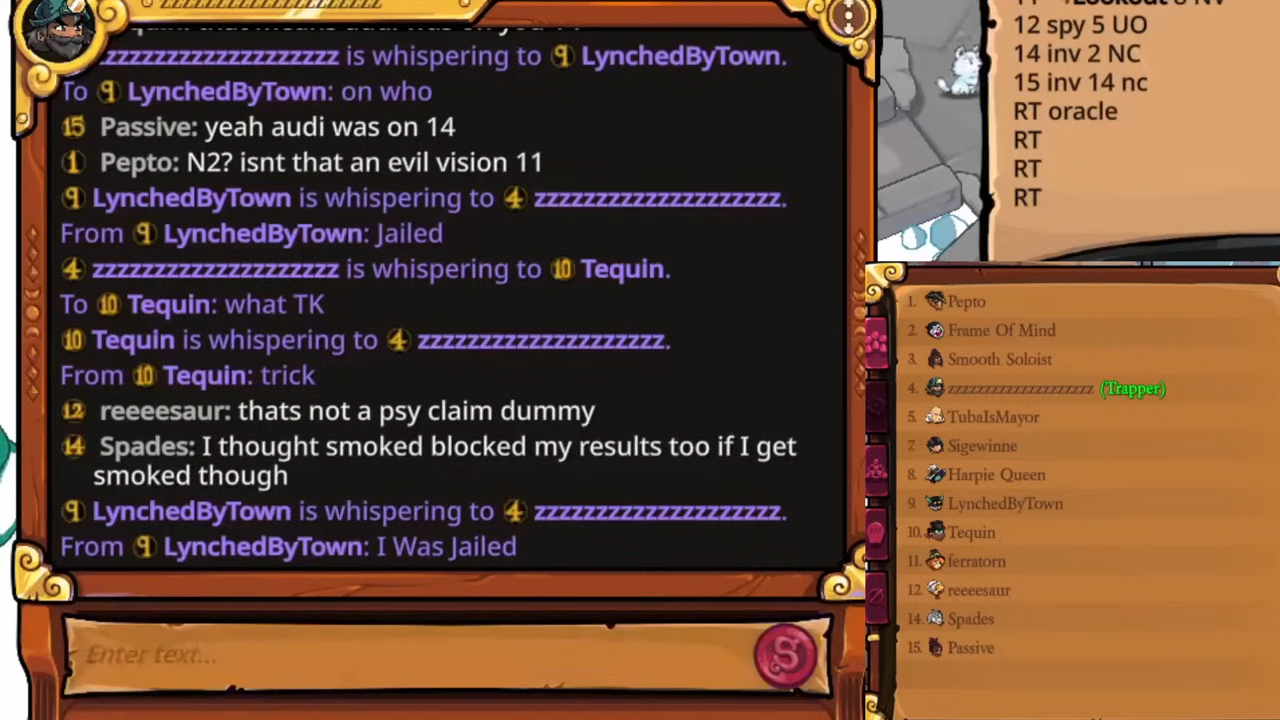 zzzzzzzzzzzzzzzzzzzz is whispering to 9 LynchedByTown.
To 9 LynchedByTown: on who
15 Passive: yeah audi was on 14
1 Pepto: N2? isnt that an evil vision 11
9 LynchedByTown is whispering to 4 zzzzzzzzzzzzzzzzzzzz.
From 9 LynchedByTown: Jailed
4 zzzzzzzzzzzzzzzzzzzz is whispering to 10 Tequin.
To 10 Tequin: what TK
10 Tequin is whispering to 4 zzzzzzzzzzzzzzzzzzzz.
From 10 Tequin: trick
12 reeeesaur: thats not a psy claim dummy
14 Spades: I thought smoked blocked my results too if I get
smoked though
9 LynchedByTown is whispering to 4 zzzzzzzzzzzzzzzzzzzz.
From 9 LynchedByTown: I Was Jailed
Enter text...
S
12 spy 5 UO
14 inv 2 NC
15 inv 14 nc
RT oracle
RT
RT
RT
1. Pepto
2. Frame Of Mind
3. Smooth Soloist
4. zzzzzzzzzzzzzzzzzzzz (Trapper)
5. TubaIsMayor
7. Sigewinne
8. Harpie Queen
9. LynchedByTown
10. Tequin
11. ferratorn
12. reeeesaur
14. Spades
15. Passive